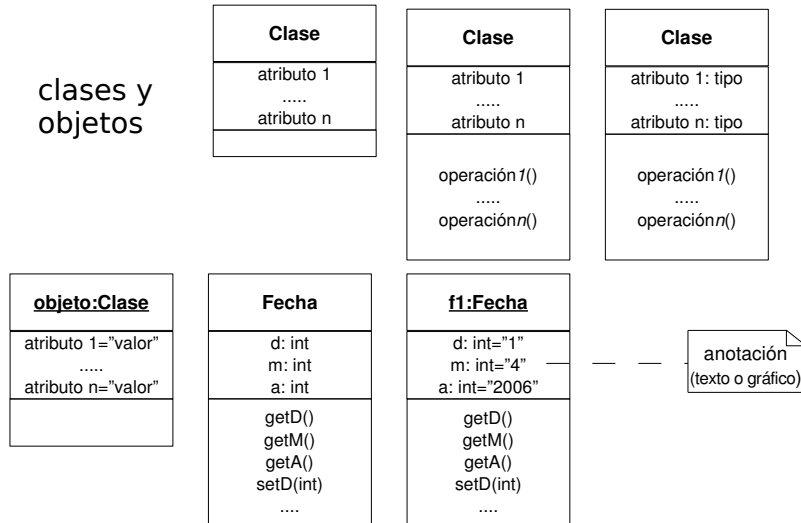 clases y
objetos
Clase
atributo 1
.....
atributo n
Clase
atributo 1
.....
atributo n
operación1()
.....
operaciónn()
Clase
atributo 1: tipo
.....
atributo n: tipo
operación1()
.....
operaciónn()
objeto:Clase
atributo 1=”valor”
.....
atributo n=”valor”
Fecha
d: int
m: int
a: int
getD()
getM()
getA()
setD(int)
....
f1:Fecha
d: int=”1”
m: int=”4”
a: int=”2006”
getD()
getM()
getA()
setD(int)
....
anotación
(texto o gráfico)